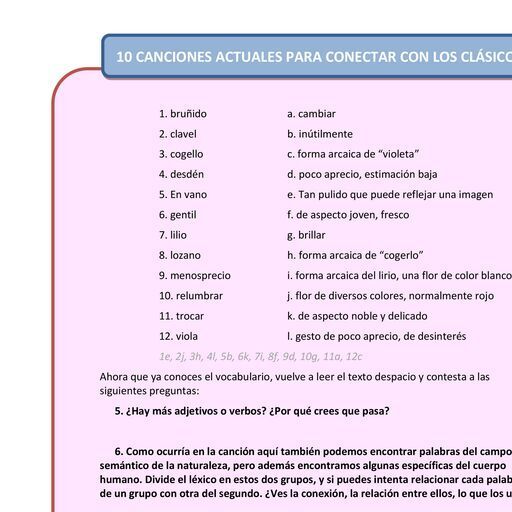 10 CANCIONES ACTUALES PARA CONECTAR CON LOS CLÁSICO
1. bruñido a. cambiar
2. clavel b. inútilmente
3. cogello c. forma arcaica de “violeta”
4. desdén d. poco aprecio, estimación baja
5. En vano e. Tan pulido que puede reflejar una imagen
6. gentil f. de aspecto joven, fresco
7. lilio g. brillar
8. lozano h. forma arcaica de “cogerlo”
9. menosprecio i. forma arcaica del lirio, una flor de color blanco
10. relumbrar j. flor de diversos colores, normalmente rojo
11. trocar k. de aspecto noble y delicado
12. viola l. gesto de poco aprecio, de desinterés
1e, 2j, 3h, 4l, 5b, 6k, 7i, 8f, 9d, 10g, 11a, 12c
Ahora que ya conoces el vocabulario, vuelve a leer el texto despacio y contesta a las
siguientes preguntas:
5. ¿Hay más adjetivos o verbos? ¿Por qué crees que pasa?
6. Como ocurría en la canción aquí también podemos encontrar palabras del campo
semántico de la naturaleza, pero además encontramos algunas específicas del cuerpo
humano. Divide el léxico en estos dos grupos, y si puedes intenta relacionar cada palab
de un grupo con otra del segundo. ¿Ves la conexión, la relación entre ellos, lo que los u